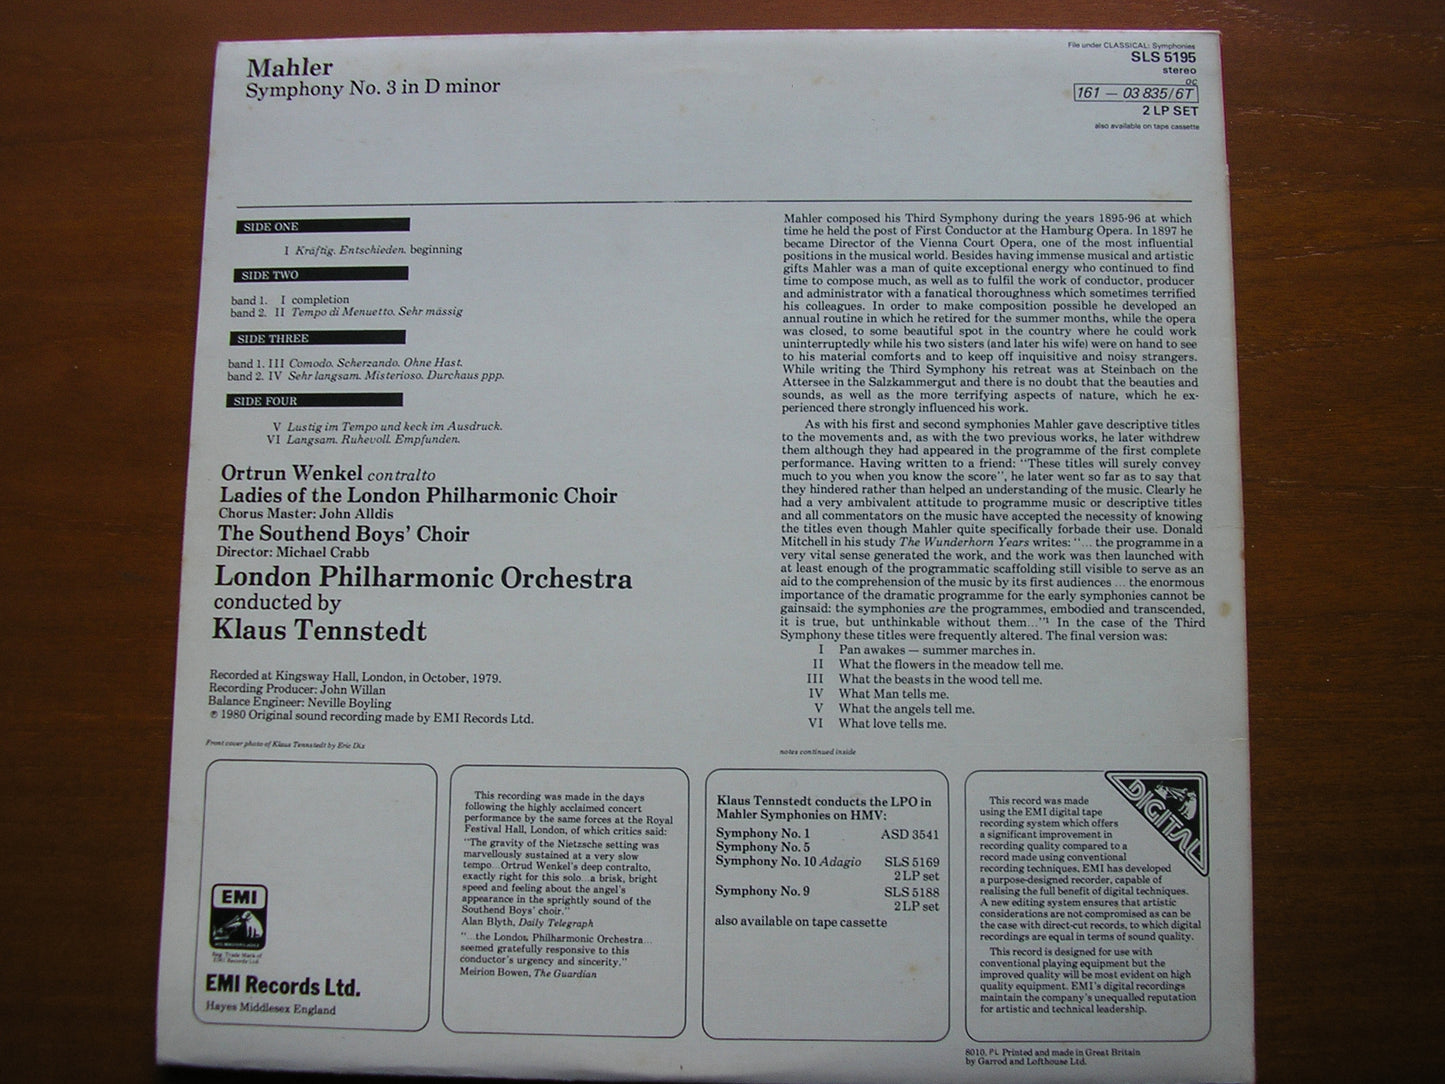 Mahler
Symphony No. 3 in D minor
File under CLASSICAL: Symphonies
SLS 5195
stereo
OC
161 — 03 835/6T
2 LP SET
also available on tape cassette
SIDE ONE
I Kräftig. Entschieden. beginning
SIDE TWO
band 1. I completion
band 2. II Tempo di Menuetto. Sehr mässig
SIDE THREE
band 1. III Comodo. Scherzando. Ohne Hast.
band 2. IV Sehr langsam. Misterioso. Durchaus ppp.
SIDE FOUR
V Lustig im Tempo und keck im Ausdruck.
VI Langsam. Ruhevoll. Empfunden.
Ortrun Wenkel contralto
Ladies of the London Philharmonic Choir
Chorus Master: John Alldis
The Southend Boys' Choir
Director: Michael Crabb
London Philharmonic Orchestra
conducted by
Klaus Tennstedt
Recorded at Kingsway Hall, London, in October, 1979.
Recording Producer: John Willan
Balance Engineer: Neville Boyling
℗ 1980 Original sound recording made by EMI Records Ltd.
Front cover photo of Klaus Tennstedt by Eric Dix
Mahler composed his Third Symphony during the years 1895-96 at which
time he held the post of First Conductor at the Hamburg Opera. In 1897 he
became Director of the Vienna Court Opera, one of the most influential
positions in the musical world. Besides having immense musical and artistic
gifts Mahler was a man of quite exceptional energy who continued to find
time to compose much, as well as to fulfil the work of conductor, producer
and administrator with a fanatical thoroughness which sometimes terrified
his colleagues. In order to make composition possible he developed an
annual routine in which he retired for the summer months, while the opera
was closed, to some beautiful spot in the country where he could work
uninterruptedly while his two sisters (and later his wife) were on hand to see
to his material comforts and to keep off inquisitive and noisy strangers.
While writing the Third Symphony his retreat was at Steinbach on the
Attersee in the Salzkammergut and there is no doubt that the beauties and
sounds, as well as the more terrifying aspects of nature, which he ex-
perienced there strongly influenced his work.
As with his first and second symphonies Mahler gave descriptive titles
to the movements and, as with the two previous works, he later withdrew
them although they had appeared in the programme of the first complete
performance. Having written to a friend: "These titles will surely convey
much to you when you know the score", he later went so far as to say that
they hindered rather than helped an understanding of the music. Clearly he
had a very ambivalent attitude to programme music or descriptive titles
and all commentators on the music have accepted the necessity of knowing
the titles even though Mahler quite specifically forbade their use. Donald
Mitchell in his study The Wunderhorn Years writes: "... the programme in a
very vital sense generated the work, and the work was then launched with
at least enough of the programmatic scaffolding still visible to serve as an
aid to the comprehension of the music by its first audiences ... the enormous
importance of the dramatic programme for the early symphonies cannot be
gainsaid: the symphonies are the programmes, embodied and transcended,
it is true, but unthinkable without them..."¹ In the case of the Third
Symphony these titles were frequently altered. The final version was:
I Pan awakes — summer marches in.
II What the flowers in the meadow tell me.
III What the beasts in the wood tell me.
IV What Man tells me.
V What the angels tell me.
VI What love tells me.
notes continued inside
EMI
HIS MASTER'S VOICE
Reg. Trade Mark of
EMI Records Ltd
EMI Records Ltd.
Hayes Middlesex England
This recording was made in the days
following the highly acclaimed concert
performance by the same forces at the Royal
Festival Hall, London, of which critics said:
"The gravity of the Nietzsche setting was
marvellously sustained at a very slow
tempo... Ortrud Wenkel's deep contralto,
exactly right for this solo...a brisk, bright
speed and feeling about the angel's
appearance in the sprightly sound of the
Southend Boys' choir."
Alan Blyth, Daily Telegraph
"...the London Philharmonic Orchestra...
seemed gratefully responsive to this
conductor's urgency and sincerity."
Meirion Bowen, The Guardian
Klaus Tennstedt conducts the LPO in
Mahler Symphonies on HMV:
Symphony No. 1 ASD 3541
Symphony No. 5
Symphony No. 10 Adagio SLS 5169
2 LP set
Symphony No. 9 SLS 5188
2 LP set
also available on tape cassette
DIGITAL
This record was made
using the EMI digital tape
recording system which offers
a significant improvement in
recording quality compared to a
record made using conventional
recording techniques. EMI has developed
a purpose-designed recorder, capable of
realising the full benefit of digital techniques.
A new editing system ensures that artistic
considerations are not compromised as can be
the case with direct-cut records, to which digital
recordings are equal in terms of sound quality.
This record is designed for use with
conventional playing equipment but the
improved quality will be most evident on high
quality equipment. EMI's digital recordings
maintain the company's unequalled reputation
for artistic and technical leadership.
8010. PL Printed and made in Great Britain
by Garrod and Lofthouse Ltd.